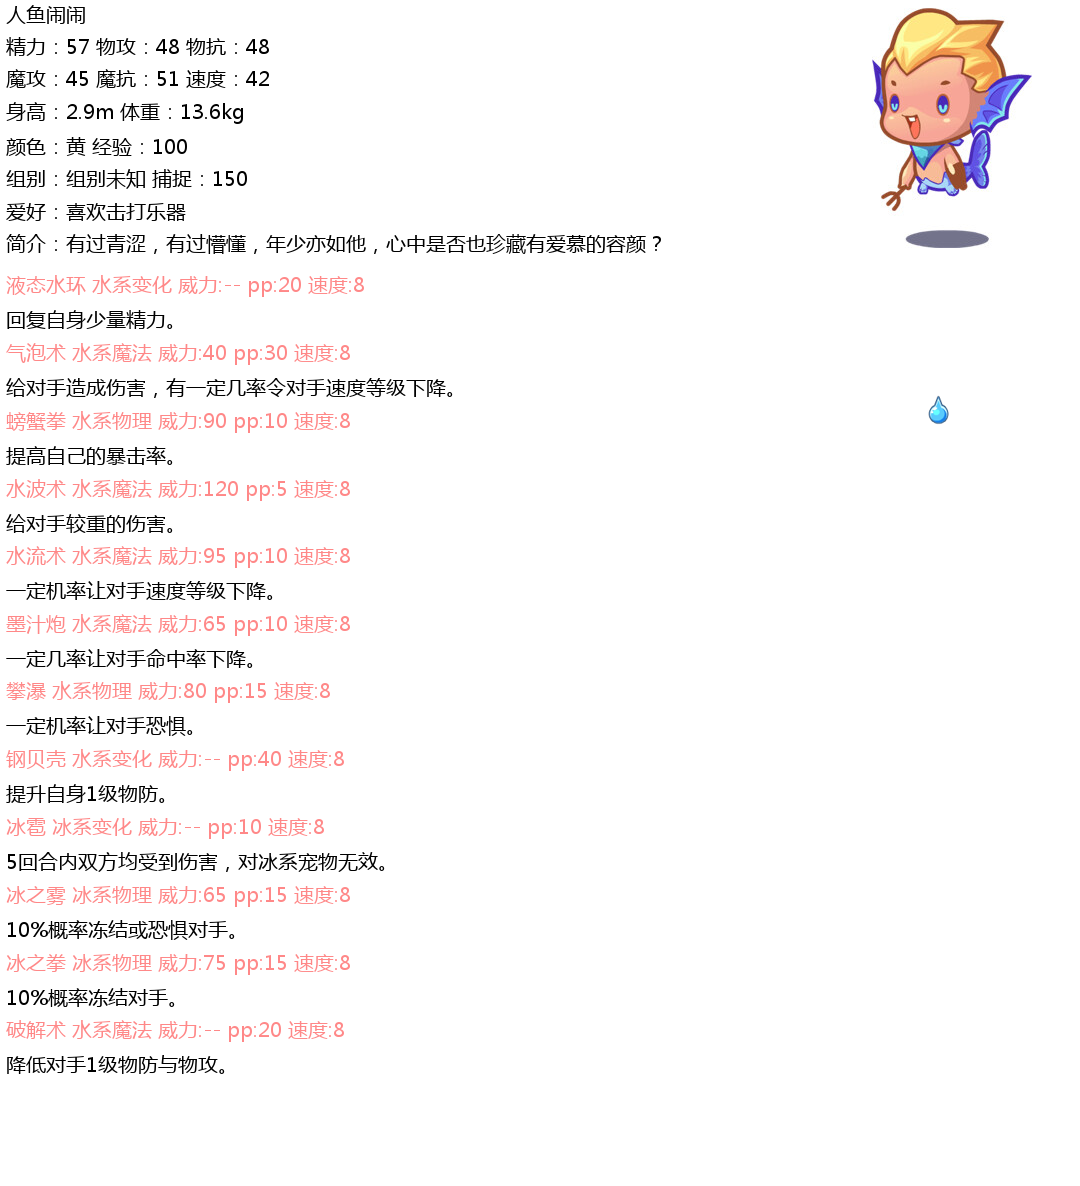 人鱼闹闹
精力：57 物攻：48 物抗：48
魔攻：45 魔抗：51 速度：42
身高：2.9m 体重：13.6kg
颜色：黄 经验：100
组别：组别未知 捕捉：150
爱好：喜欢击打乐器
简介：有过青涩，有过懵懂，年少亦如他，心中是否也珍藏有爱慕的容颜？
液态水环 水系变化 威力:-- pp:20 速度:8
回复自身少量精力。
气泡术 水系魔法 威力:40 pp:30 速度:8
给对手造成伤害，有一定几率令对手速度等级下降。
螃蟹拳 水系物理 威力:90 pp:10 速度:8
提高自己的暴击率。
水波术 水系魔法 威力:120 pp:5 速度:8
给对手较重的伤害。
水流术 水系魔法 威力:95 pp:10 速度:8
一定机率让对手速度等级下降。
墨汁炮 水系魔法 威力:65 pp:10 速度:8
一定几率让对手命中率下降。
攀瀑 水系物理 威力:80 pp:15 速度:8
一定机率让对手恐惧。
钢贝壳 水系变化 威力:-- pp:40 速度:8
提升自身1级物防。
冰雹 冰系变化 威力:-- pp:10 速度:8
5回合内双方均受到伤害，对冰系宠物无效。
冰之雾 冰系物理 威力:65 pp:15 速度:8
10%概率冻结或恐惧对手。
冰之拳 冰系物理 威力:75 pp:15 速度:8
10%概率冻结对手。
破解术 水系魔法 威力:-- pp:20 速度:8
降低对手1级物防与物攻。